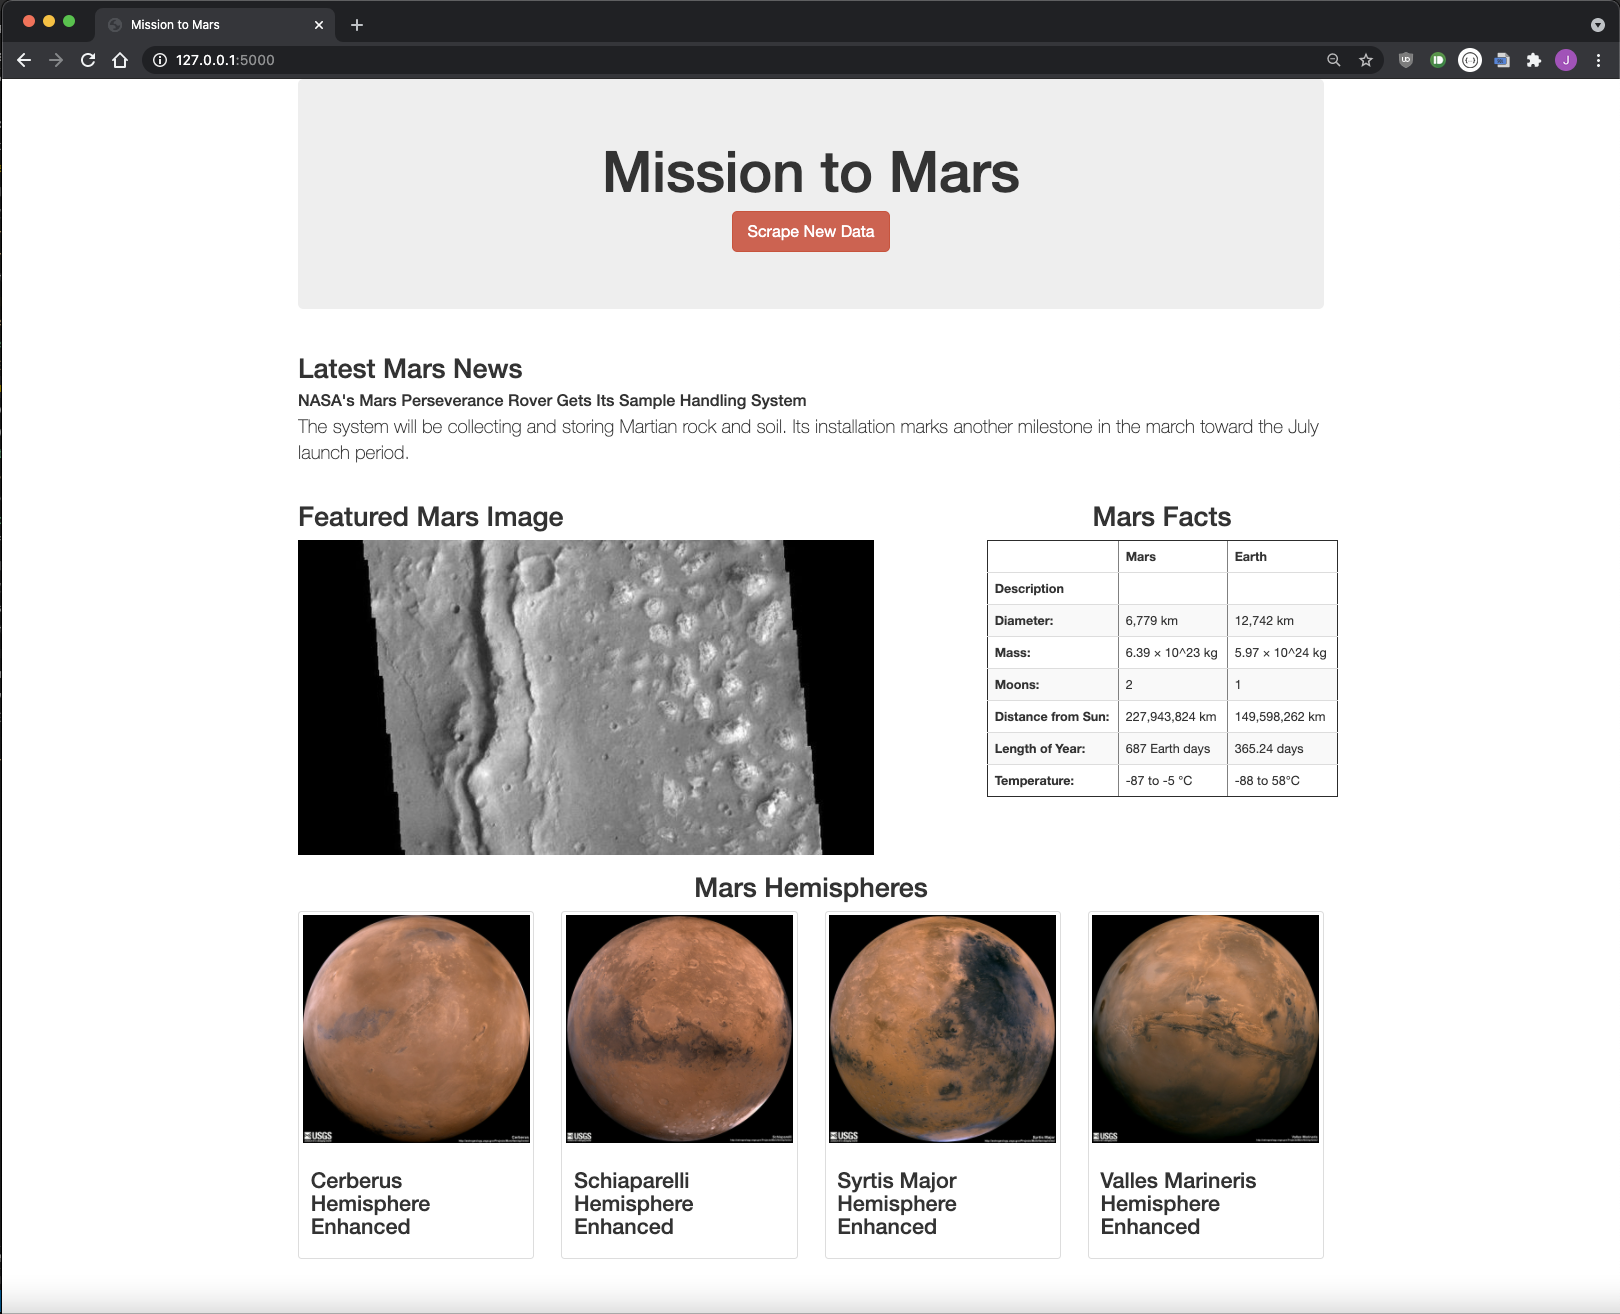 Mission to Mars
127.0.0.1:5000
J
Mission to Mars
Scrape New Data
Latest Mars News
NASA's Mars Perseverance Rover Gets Its Sample Handling System
The system will be collecting and storing Martian rock and soil. Its installation marks another milestone in the march toward the July
launch period.
Featured Mars Image
Mars Facts
Mars Earth
Description
Diameter: 6,779 km 12,742 km
Mass: 6.39 × 10^23 kg 5.97 × 10^24 kg
Moons: 2 1
Distance from Sun: 227,943,824 km 149,598,262 km
Length of Year: 687 Earth days 365.24 days
Temperature: -87 to -5 °C -88 to 58°C
Mars Hemispheres
USGS Cerberus
USGS Schiaparelli
USGS Syrtis Major
USGS Valles Marineris
Cerberus
Hemisphere
Enhanced
Schiaparelli
Hemisphere
Enhanced
Syrtis Major
Hemisphere
Enhanced
Valles Marineris
Hemisphere
Enhanced